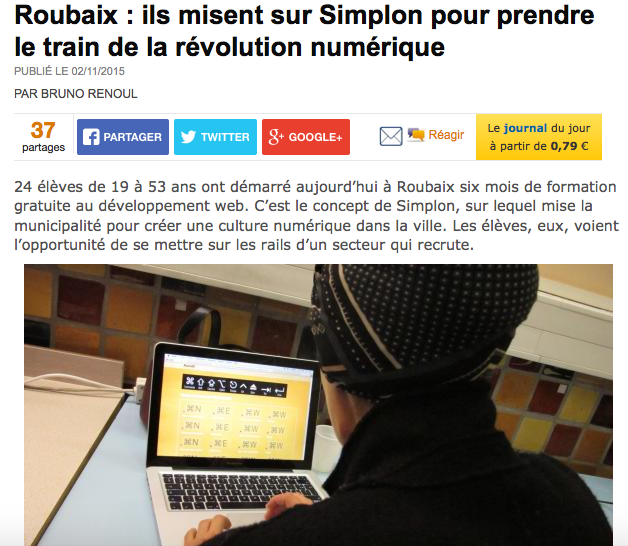 Roubaix : ils misent sur Simplon pour prendre
le train de la révolution numérique
PUBLIÉ LE 02/11/2015
PAR BRUNO RENOUL
37
partages
PARTAGER
TWITTER
g+ GOOGLE+
Réagir
Le journal du jour
à partir de 0,79 €
24 élèves de 19 à 53 ans ont démarré aujourd’hui à Roubaix six mois de formation
gratuite au développement web. C’est le concept de Simplon, sur lequel mise la
municipalité pour créer une culture numérique dans la ville. Les élèves, eux, voient
l’opportunité de se mettre sur les rails d’un secteur qui recrute.
⌘N ⌘E ⌘W ⌘W
⌘N ⌘E ⌘W ⌘W
⌘N ⌘E ⌘W ⌘W